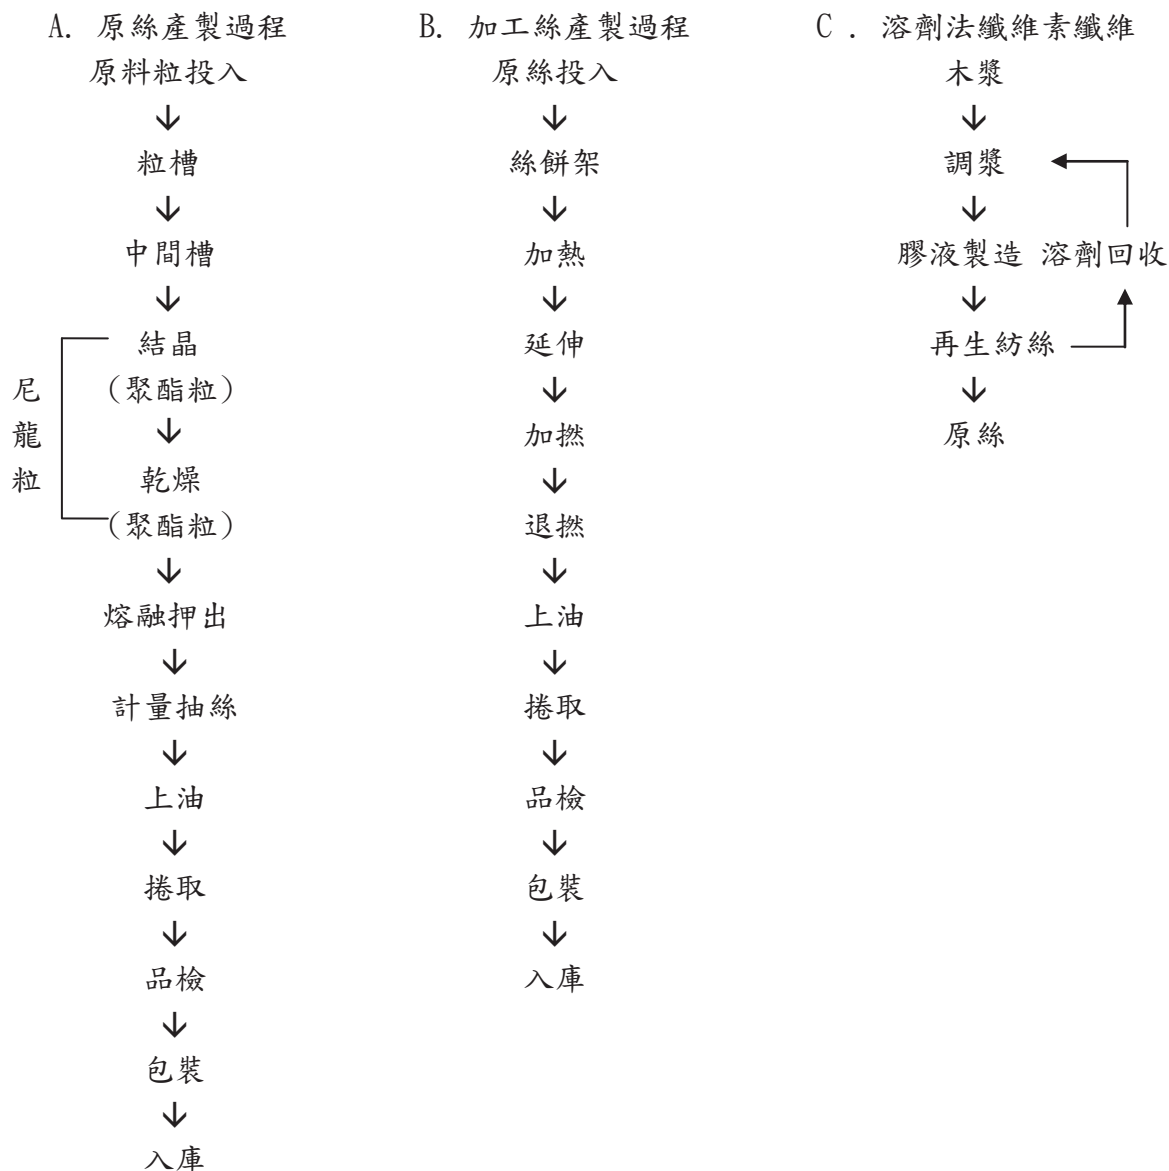 A. 原絲產製過程
原料粒投入
粒槽
中間槽
結晶
(聚酯粒)
乾燥
(聚酯粒)
尼龍粒
熔融押出
計量抽絲
上油
捲取
品檢
包裝
入庫
B. 加工絲產製過程
原絲投入
絲餅架
加熱
延伸
加撚
退撚
上油
捲取
品檢
包裝
入庫
C . 溶劑法纖維素纖維
木漿
調漿
膠液製造
溶劑回收
再生紡絲
原絲